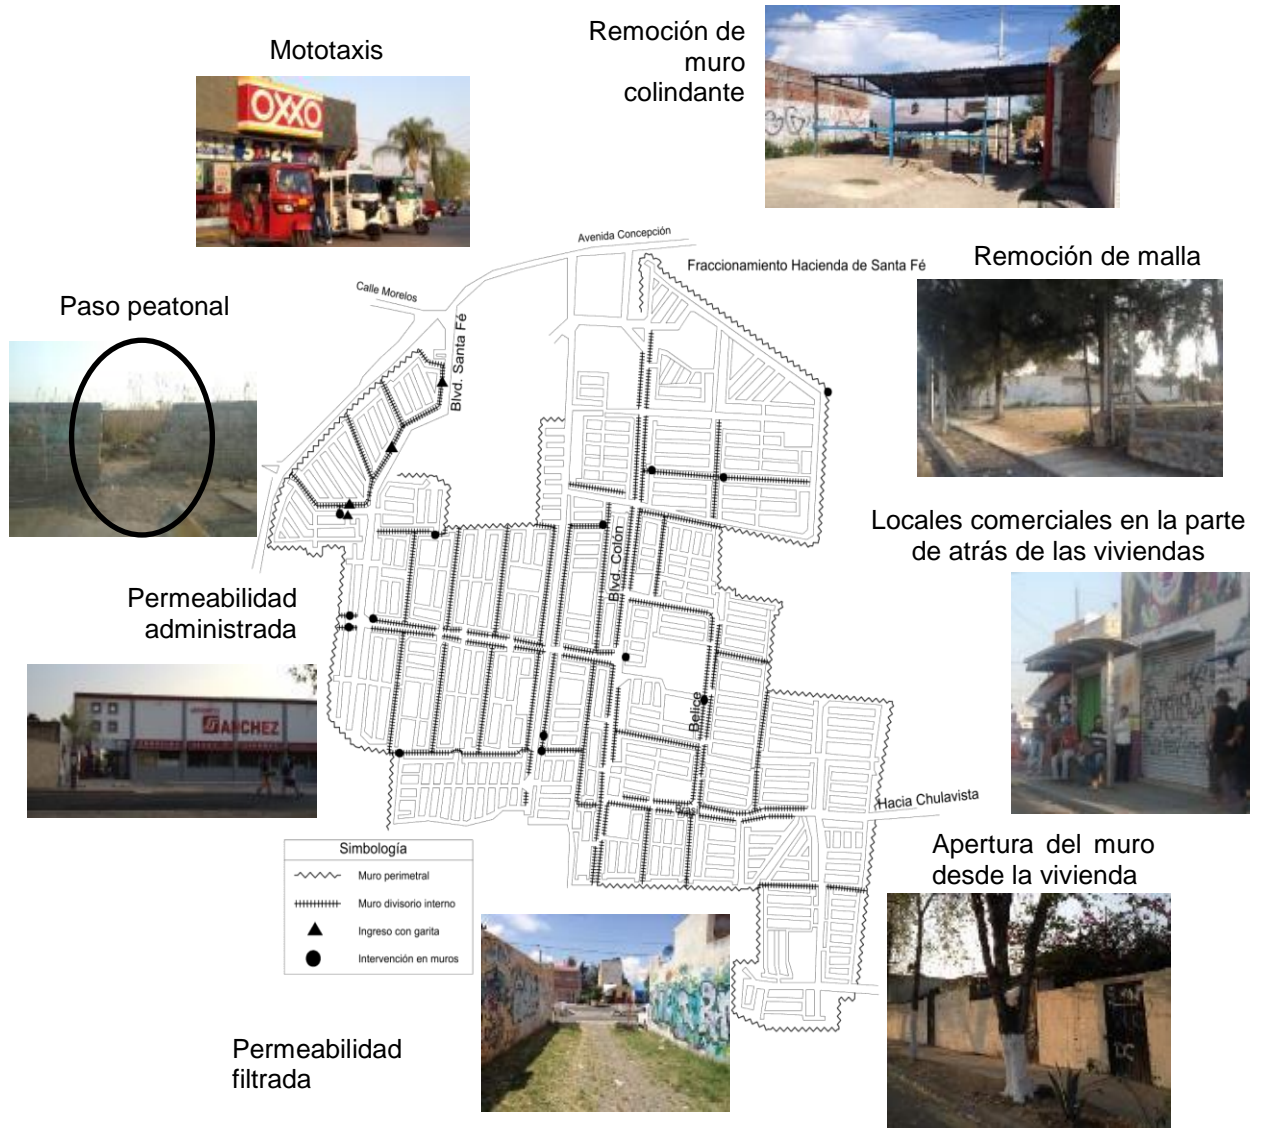 Mototaxis
Remoción de
muro
colindante
OXXO
Avenida Concepción
Fraccionamiento Hacienda de Santa Fé
Remoción de malla
Calle Morelos
Blvd. Santa Fé
Paso peatonal
Locales comerciales en la parte
de atrás de las viviendas
Blvd. Colón
Permeabilidad
administrada
SANCHEZ
Belice
Hacia Chulavista
Apertura del muro
desde la vivienda
Simbología
Muro perimetral
Muro divisorio interno
Ingreso con garita
Intervención en muros
Permeabilidad
filtrada